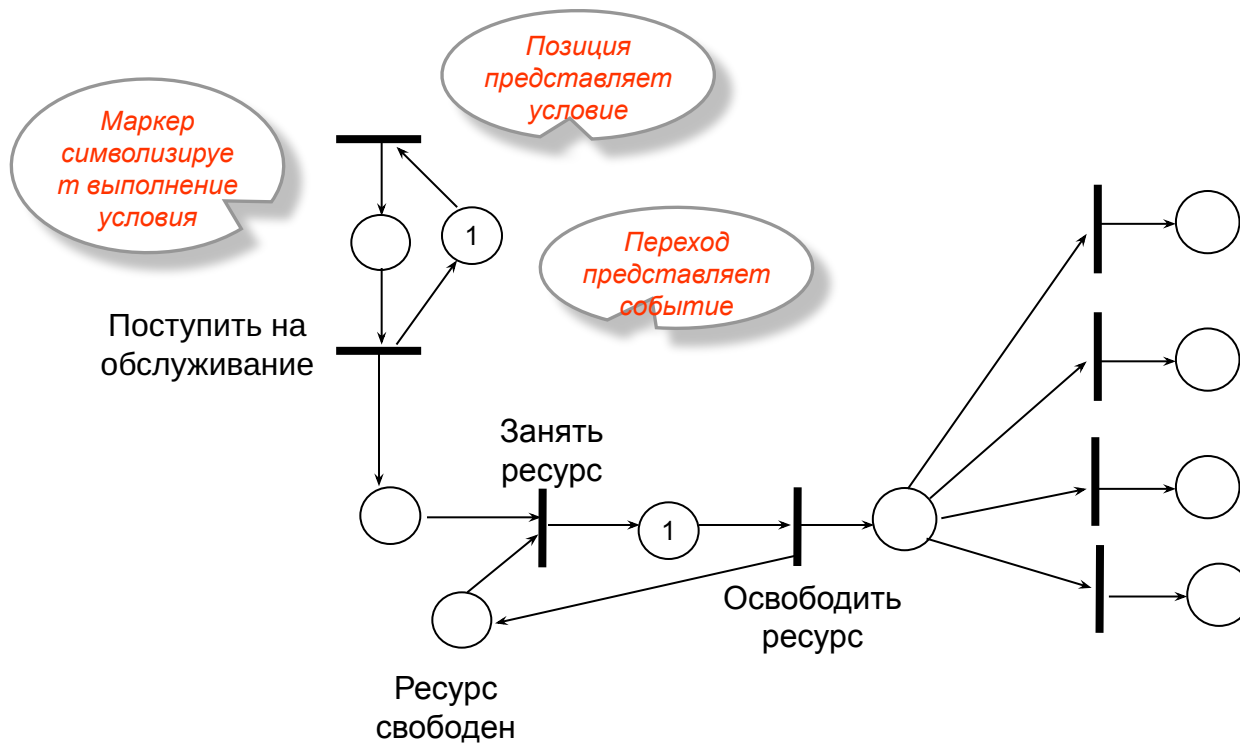 Позиция
представляет
условие
Маркер
символизируе
т выполнение
условия
1
Переход
представляет
событие
Поступить на
обслуживание
Занять
ресурс
1
Освободить
ресурс
Ресурс
свободен